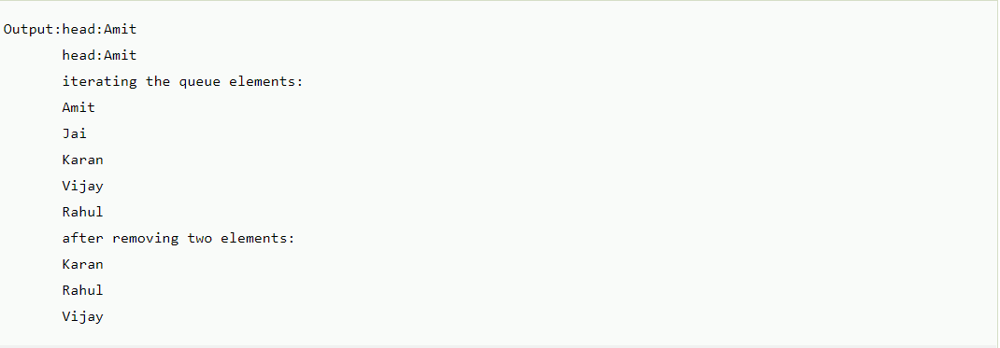 Output:head:Amit
head:Amit
iterating the queue elements:
Amit
Jai
Karan
Vijay
Rahul
after removing two elements:
Karan
Rahul
Vijay